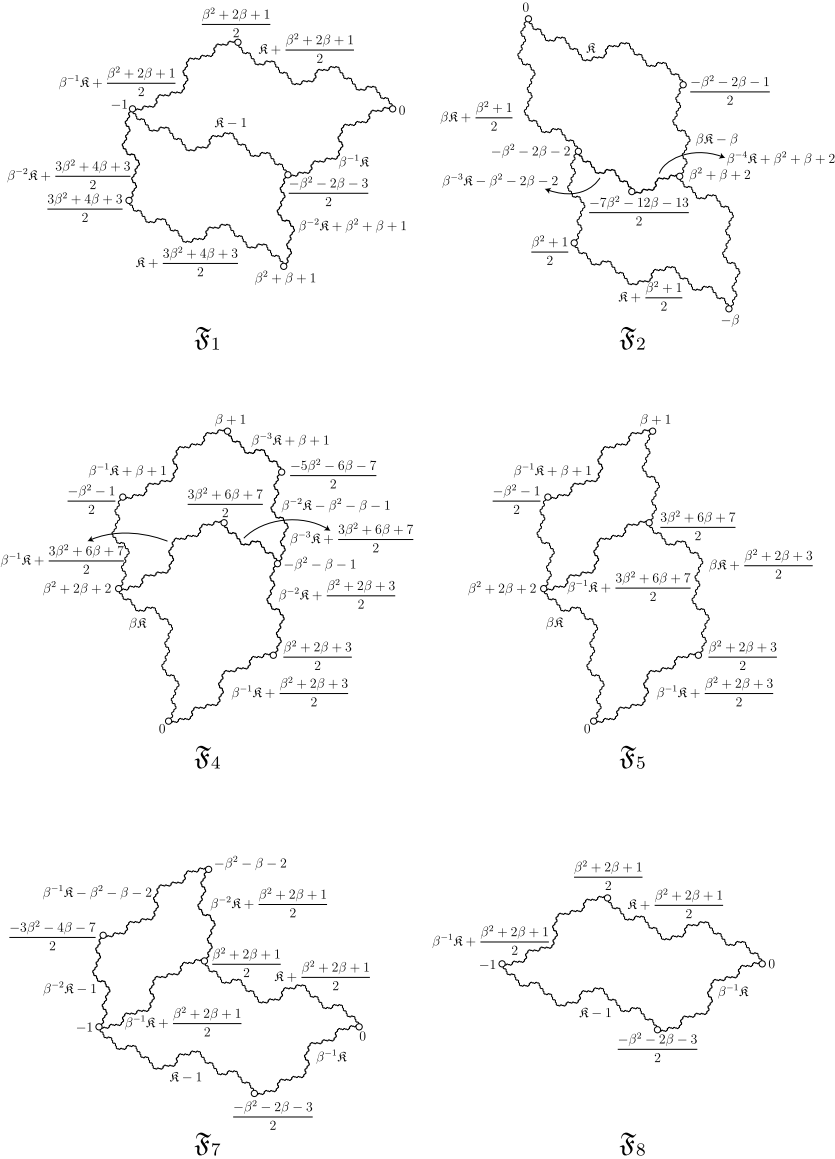 (β² + 2β + 1)/2
𝔎 + (β² + 2β + 1)/2
β⁻¹𝔎 + (β² + 2β + 1)/2
−1
0
𝔎 − 1
β⁻¹𝔎
β⁻²𝔎 + (3β² + 4β + 3)/2
(−β² − 2β − 3)/2
(3β² + 4β + 3)/2
β⁻²𝔎 + β² + β + 1
𝔎 + (3β² + 4β + 3)/2
β² + β + 1
𝔉1
0
𝔎
(−β² − 2β − 1)/2
β𝔎 + (β² + 1)/2
β𝔎 − β
−β² − 2β − 2
β⁻⁴𝔎 + β² + β + 2
β² + β + 2
β⁻³𝔎 − β² − 2β − 2
(−7β² − 12β − 13)/2
(β² + 1)/2
𝔎 + (β² + 1)/2
−β
𝔉2
β + 1
β⁻³𝔎 + β + 1
β⁻¹𝔎 + β + 1
(−5β² − 6β − 7)/2
(−β² − 1)/2
(3β² + 6β + 7)/2
β⁻²𝔎 − β² − β − 1
β⁻³𝔎 + (3β² + 6β + 7)/2
β⁻¹𝔎 + (3β² + 6β + 7)/2
−β² − β − 1
β² + 2β + 2
β⁻²𝔎 + (β² + 2β + 3)/2
β𝔎
(β² + 2β + 3)/2
β⁻¹𝔎 + (β² + 2β + 3)/2
0
𝔉4
β + 1
β⁻¹𝔎 + β + 1
(−β² − 1)/2
(3β² + 6β + 7)/2
β𝔎 + (β² + 2β + 3)/2
β² + 2β + 2
β⁻¹𝔎 + (3β² + 6β + 7)/2
β𝔎
(β² + 2β + 3)/2
β⁻¹𝔎 + (β² + 2β + 3)/2
0
𝔉5
−β² − β − 2
β⁻¹𝔎 − β² − β − 2
β⁻²𝔎 + (β² + 2β + 1)/2
(−3β² − 4β − 7)/2
(β² + 2β + 1)/2
𝔎 + (β² + 2β + 1)/2
β⁻²𝔎 − 1
−1
β⁻¹𝔎 + (β² + 2β + 1)/2
0
β⁻¹𝔎
𝔎 − 1
(−β² − 2β − 3)/2
𝔉7
(β² + 2β + 1)/2
𝔎 + (β² + 2β + 1)/2
β⁻¹𝔎 + (β² + 2β + 1)/2
−1
0
β⁻¹𝔎
𝔎 − 1
(−β² − 2β − 3)/2
𝔉8